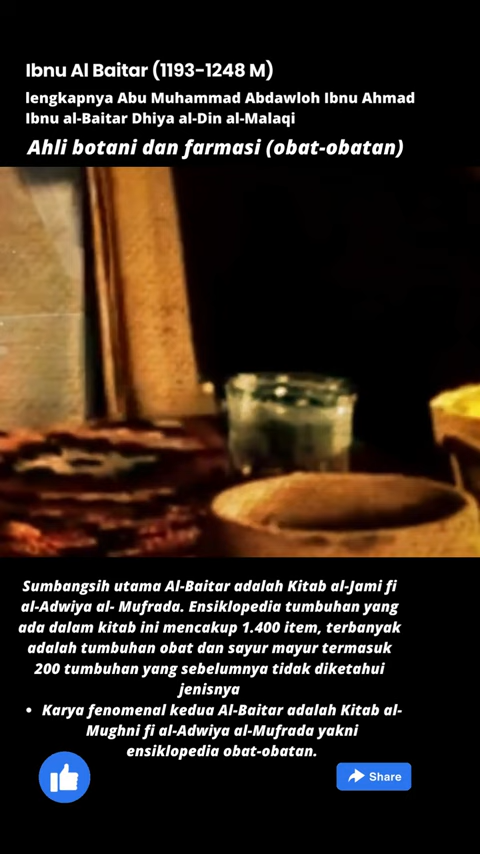 Ibnu Al Baitar (1193-1248 M)
lengkapnya Abu Muhammad Abdawloh Ibnu Ahmad
Ibnu al-Baitar Dhiya al-Din al-Malaqi
Ahli botani dan farmasi (obat-obatan)
Sumbangsih utama Al-Baitar adalah Kitab al-Jami fi
al-Adwiya al- Mufrada. Ensiklopedia tumbuhan yang
ada dalam kitab ini mencakup 1.400 item, terbanyak
adalah tumbuhan obat dan sayur mayur termasuk
200 tumbuhan yang sebelumnya tidak diketahui
jenisnya
• Karya fenomenal kedua Al-Baitar adalah Kitab al-
Mughni fi al-Adwiya al-Mufrada yakni
ensiklopedia obat-obatan.
Share